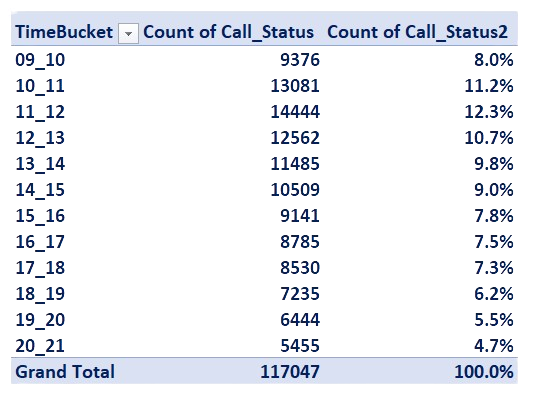 TimeBucket Count of Call_Status Count of Call_Status2
09_10 9376 8.0%
10_11 13081 11.2%
11_12 14444 12.3%
12_13 12562 10.7%
13_14 11485 9.8%
14_15 10509 9.0%
15_16 9141 7.8%
16_17 8785 7.5%
17_18 8530 7.3%
18_19 7235 6.2%
19_20 6444 5.5%
20_21 5455 4.7%
Grand Total 117047 100.0%